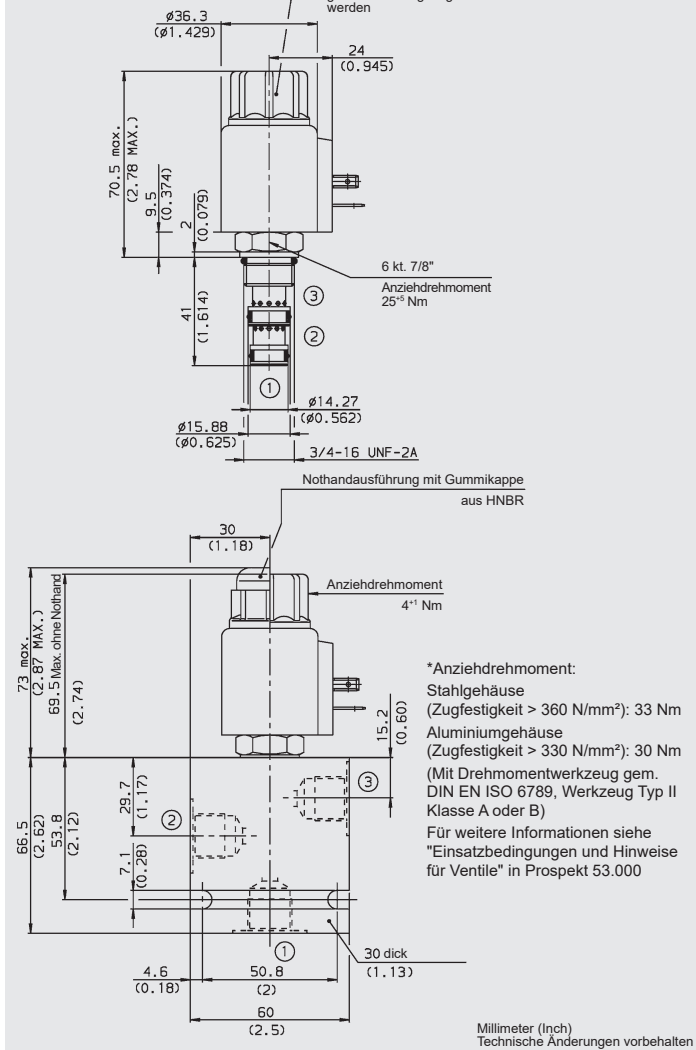 werden
ø36.3
(ø1.429)
24
(0.945)
70.5 max.
(2.78 MAX.)
9.5
(0.374)
2
(0.079)
6 kt. 7/8"
Anziehdrehmoment
25⁺⁵ Nm
41
(1.614)
3
2
1
ø14.27
(ø0.562)
ø15.88
(ø0.625)
3/4-16 UNF-2A
Nothandausführung mit Gummikappe
aus HNBR
30
(1.18)
Anziehdrehmoment
4⁺¹ Nm
73 max.
(2.87 MAX.)
69.5 Max. ohne Nothand
(2.74)
15.2
(0.60)
*Anziehdrehmoment:
Stahlgehäuse
(Zugfestigkeit > 360 N/mm²): 33 Nm
Aluminiumgehäuse
(Zugfestigkeit > 330 N/mm²): 30 Nm
(Mit Drehmomentwerkzeug gem.
DIN EN ISO 6789, Werkzeug Typ II
Klasse A oder B)
Für weitere Informationen siehe
"Einsatzbedingungen und Hinweise
für Ventile" in Prospekt 53.000
66.5
(2.62)
53.8
(2.12)
29.7
(1.17)
7.1
(0.28)
2
3
1
30 dick
(1.13)
4.6
(0.18)
50.8
(2)
60
(2.5)
Millimeter (Inch)
Technische Änderungen vorbehalten